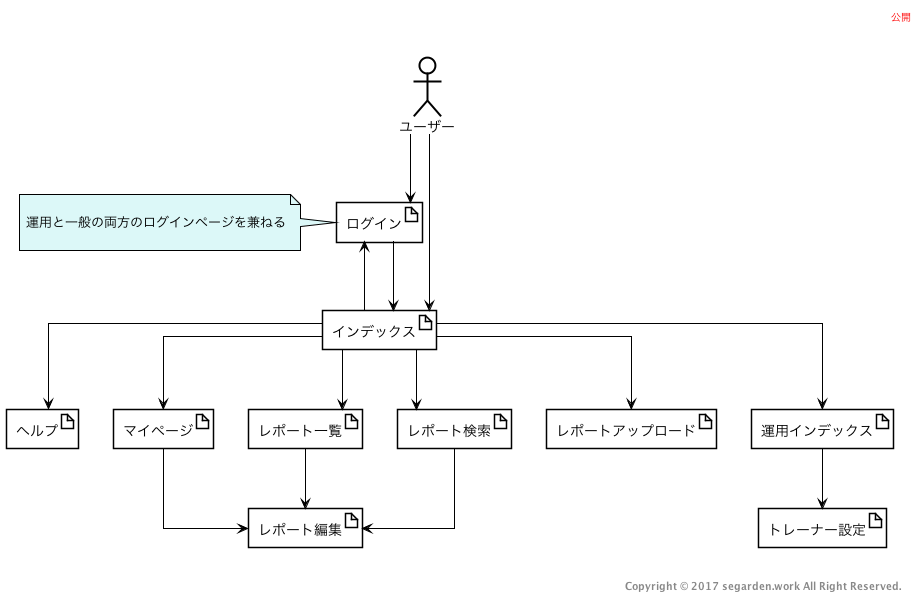 公開
ユーザー
運用と一般の両方のログインページを兼ねる
ログイン
インデックス
ヘルプ
マイページ
レポート一覧
レポート検索
レポートアップロード
運用インデックス
レポート編集
トレーナー設定
Copyright © 2017 segarden.work All Right Reserved.